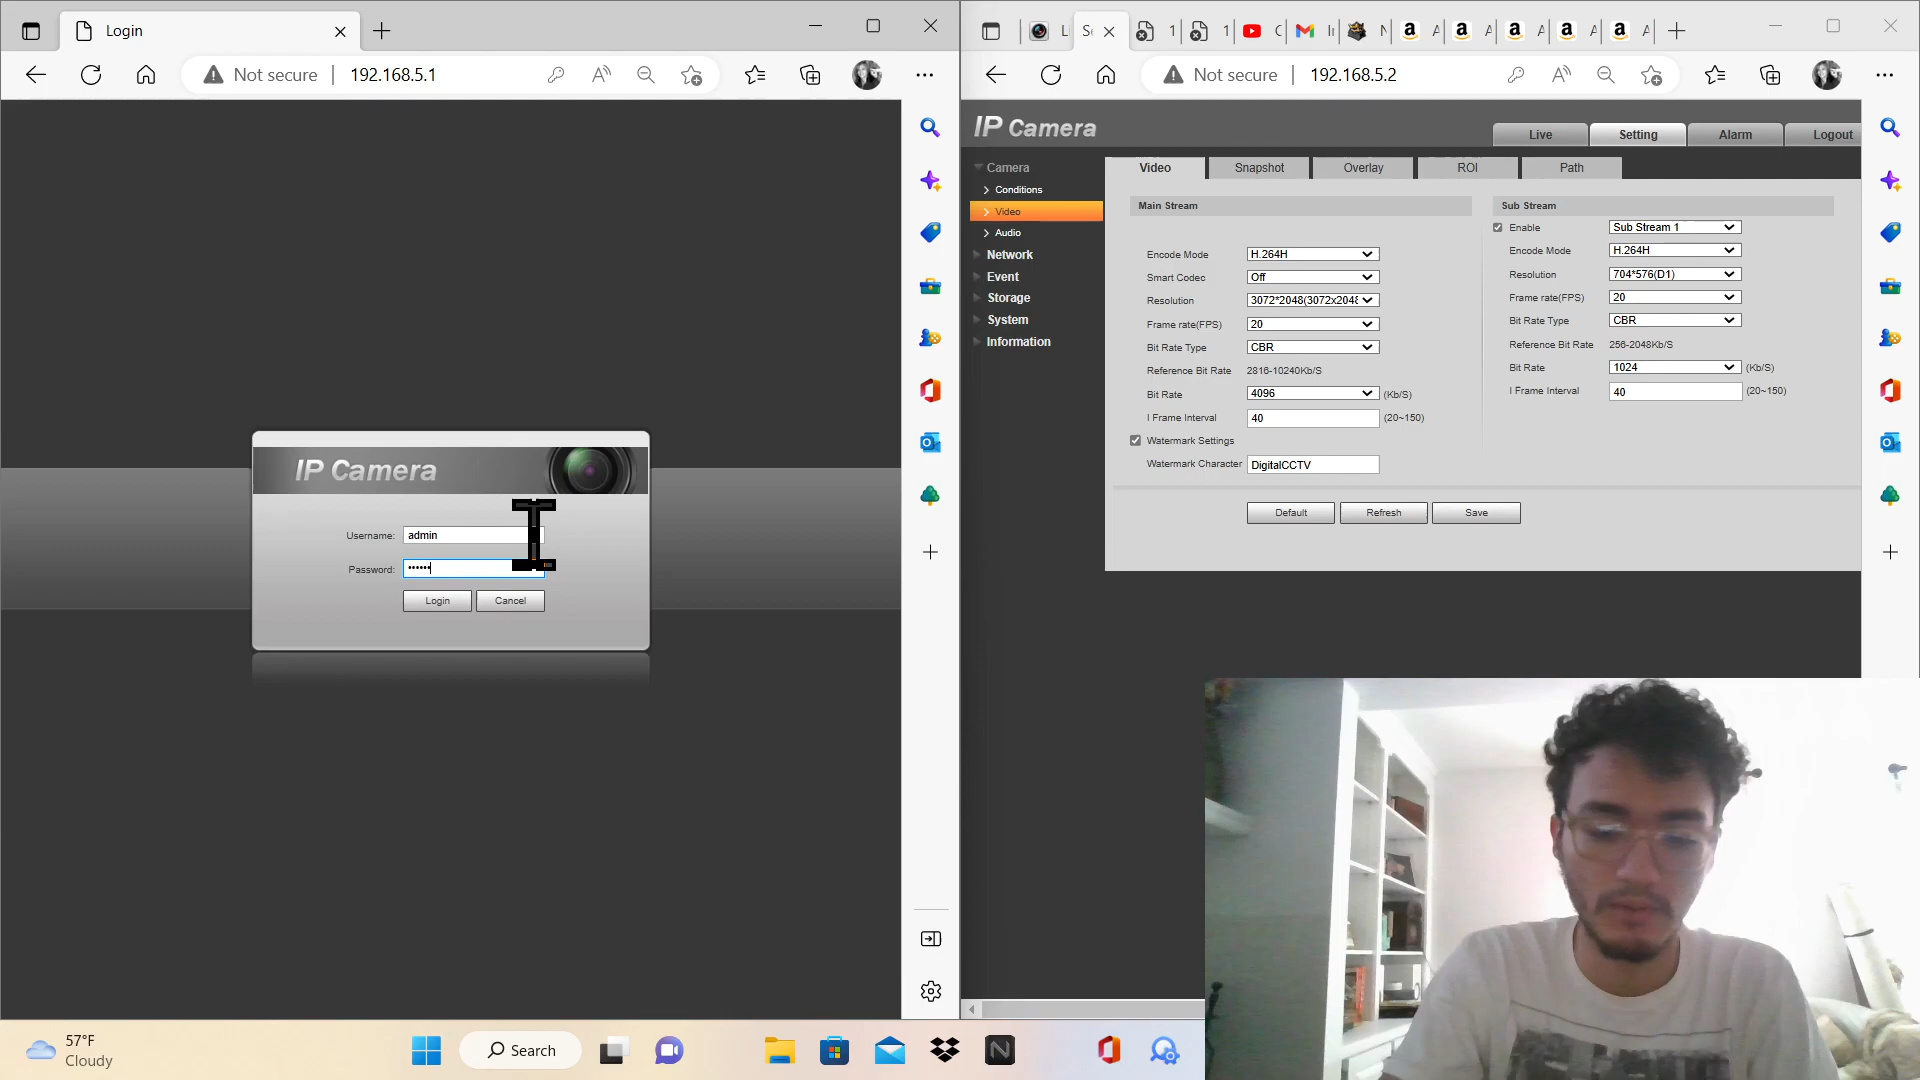 Login
Not secure
192.168.5.1
IP Camera
Username:
admin
Password:
••••••
Login
Cancel
Not secure
192.168.5.2
IP Camera
Live
Setting
Alarm
Logout
Camera
Conditions
Video
Audio
Network
Event
Storage
System
Information
Video
Snapshot
Overlay
ROI
Path
Main Stream
Encode Mode
H.264H
Smart Codec
Off
Resolution
3072*2048(3072x2048
Frame rate(FPS)
20
Bit Rate Type
CBR
Reference Bit Rate
2816-10240Kb/S
Bit Rate
4096
(Kb/S)
I Frame Interval
40
(20~150)
Watermark Settings
Watermark Character
DigitalCCTV
Default
Refresh
Save
Sub Stream
Enable
Sub Stream 1
Encode Mode
H.264H
Resolution
704*576(D1)
Frame rate(FPS)
20
Bit Rate Type
CBR
Reference Bit Rate
256-2048Kb/S
Bit Rate
1024
(Kb/S)
I Frame Interval
40
(20~150)
57°F
Cloudy
Search